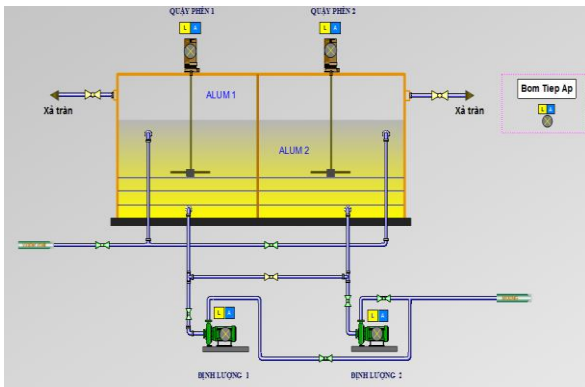 QUẬY PHÈN 1
QUẬY PHÈN 2
L A
L A
ALUM 1
Xả tràn
Xả tràn
Bom Tiep Ap
L A
ALUM 2
L A
L A
ĐỊNH LƯỢNG 1
ĐỊNH LƯỢNG 2